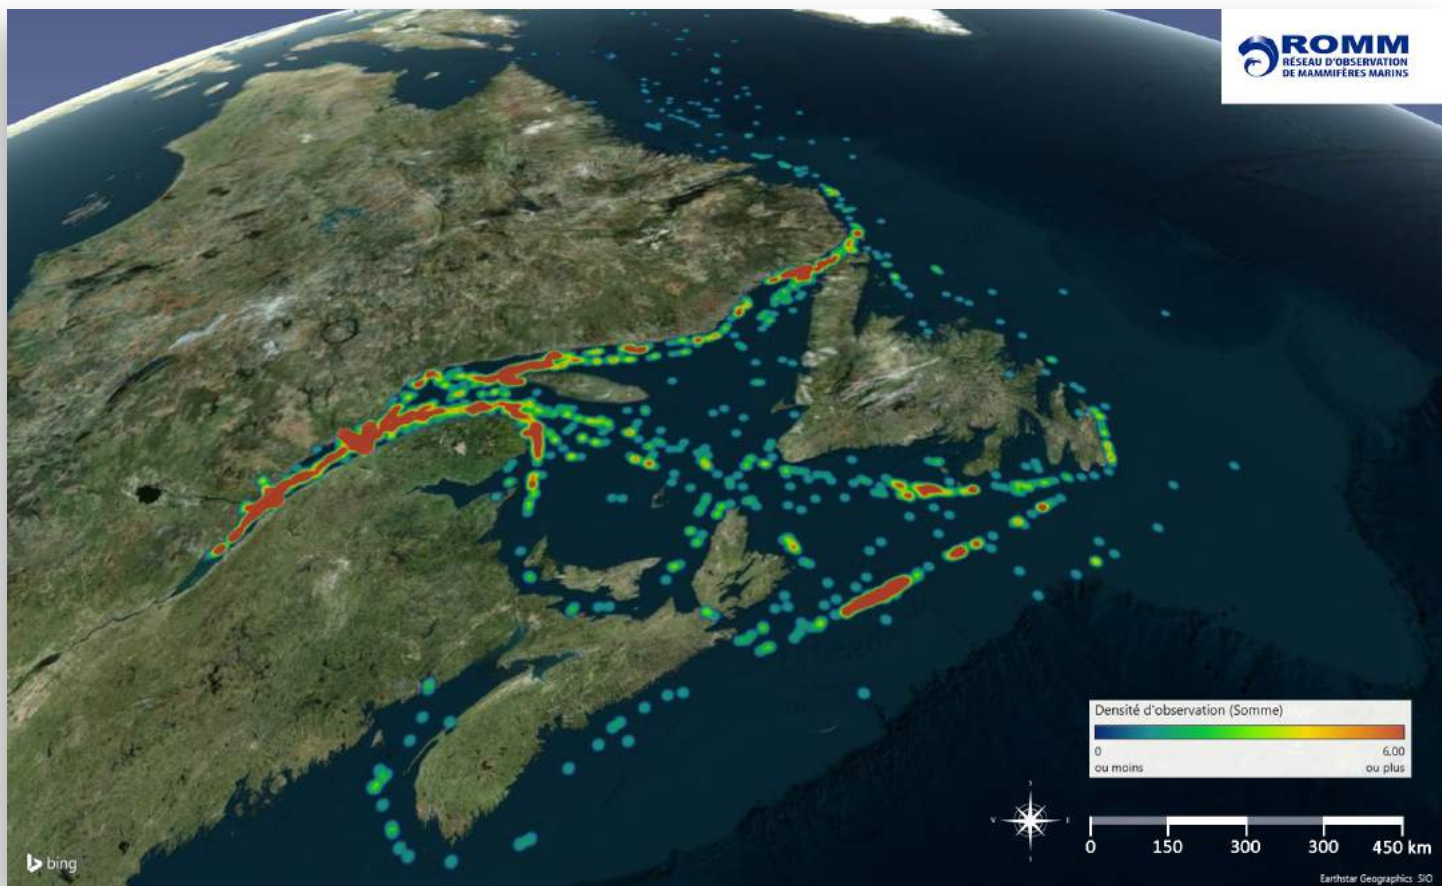 ROMM
RÉSEAU D'OBSERVATION
DE MAMMIFÈRES MARINS
Densité d'observation (Somme)
0
6,00
ou moins
ou plus
0
150
300
300
450 km
bing
Earthstar Geographics SIO